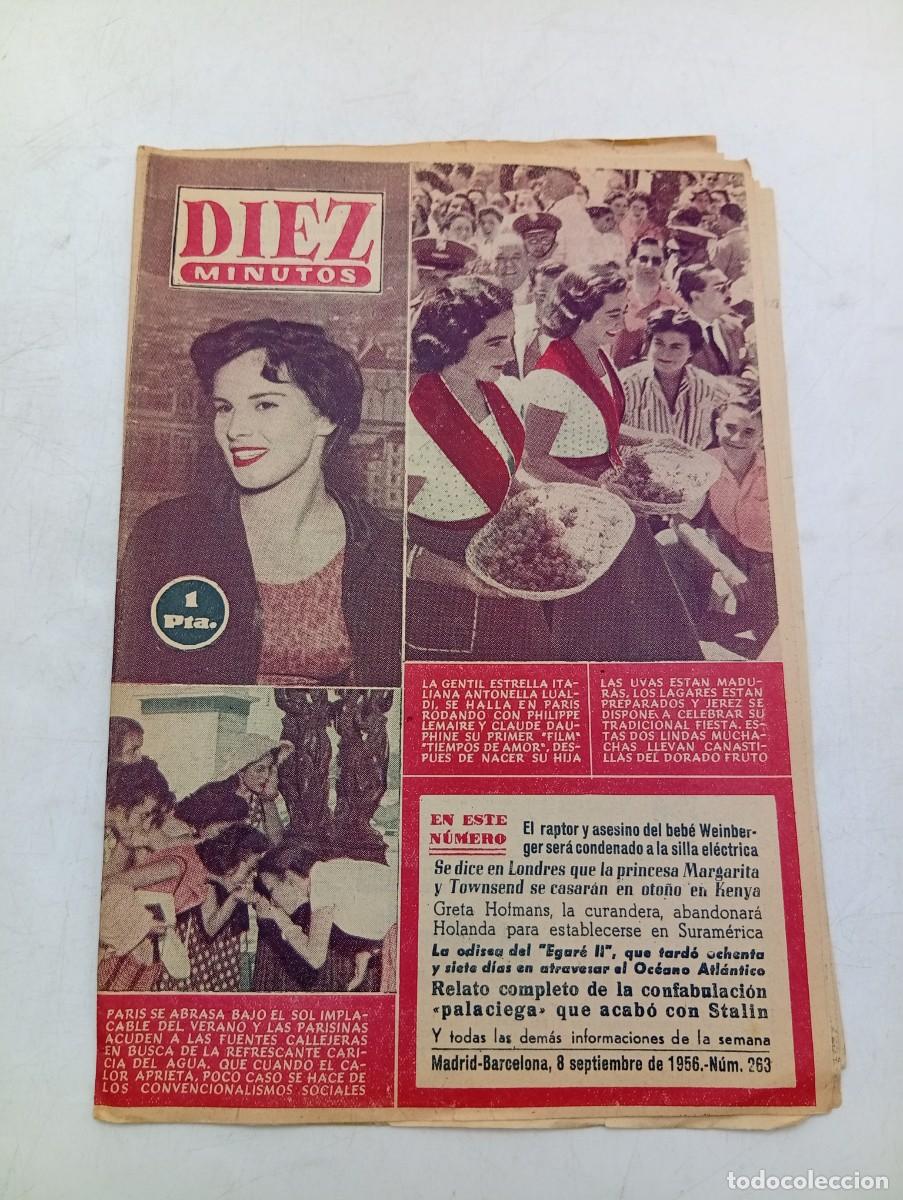 DIEZ
MINUTOS
1
Pta.
LA GENTIL ESTRELLA ITA-
LIANA ANTONELLA LUAL-
DI, SE HALLA EN PARIS
RODANDO CON PHILIPPE
LEMAIRE Y CLAUDE DAU-
PHINE SU PRIMER "FILM"
"TIEMPOS DE AMOR", DES-
PUES DE NACER SU HIJA
LAS UVAS ESTAN MADU-
RAS. LOS LAGARES ESTAN
PREPARADOS Y JEREZ SE
DISPONE A CELEBRAR SU
TRADICIONAL FIESTA. ES-
TAS DOS LINDAS MUCHA-
CHAS LLEVAN CANASTI-
LLAS DEL DORADO FRUTO
PARIS SE ABRASA BAJO EL SOL IMPLA-
CABLE DEL VERANO Y LAS PARISINAS
ACUDEN A LAS FUENTES CALLEJERAS
EN BUSCA DE LA REFRESCANTE CARI-
CIA DEL AGUA. QUE CUANDO EL CA-
LOR APRIETA, POCO CASO SE HACE DE
LOS CONVENCIONALISMOS SOCIALES
EN ESTE
NÚMERO
El raptor y asesino del bebé Weinber-
ger será condenado a la silla eléctrica
Se dice en Londres que la princesa Margarita
y Townsend se casarán en otoño en Kenya
Greta Hofmans, la curandera, abandonará
Holanda para establecerse en Suramérica
La odisea del "Egaré II", que tardó ochenta
y siete días en atravesar el Océano Atlántico
Relato completo de la confabulación
«palaciega» que acabó con Stalin
Y todas las demás informaciones de la semana
Madrid-Barcelona, 8 septiembre de 1956.-Núm. 263
todocoleccion